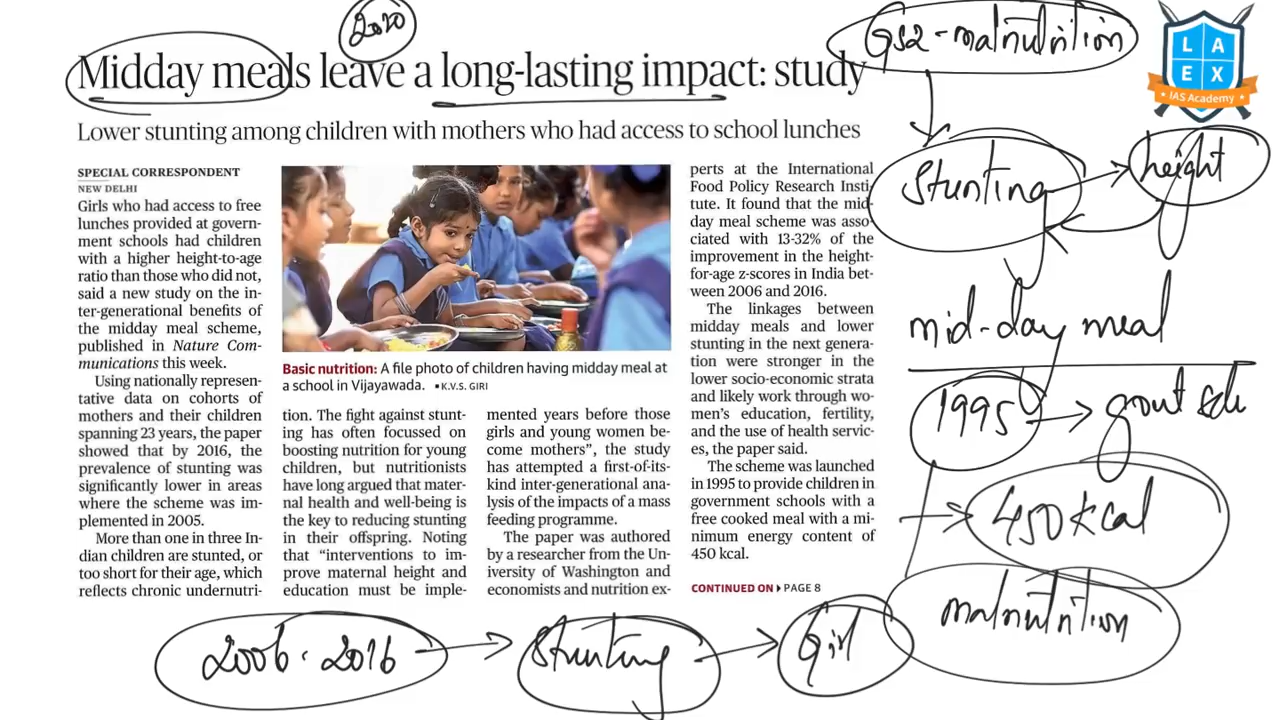 2020
GS2-malnutrition
L A
E X
IAS Academy
Midday meals leave a long-lasting impact: study
Lower stunting among children with mothers who had access to school lunches
SPECIAL CORRESPONDENT
NEW DELHI
Girls who had access to free
lunches provided at govern-
ment schools had children
with a higher height-to-age
ratio than those who did not,
said a new study on the in-
ter-generational benefits of
the midday meal scheme,
published in Nature Com-
munications this week.
Using nationally represen-
tative data on cohorts of
mothers and their children
spanning 23 years, the paper
showed that by 2016, the
prevalence of stunting was
significantly lower in areas
where the scheme was im-
plemented in 2005.
More than one in three In-
dian children are stunted, or
too short for their age, which
reflects chronic undernutri-
Basic nutrition: A file photo of children having midday meal at
a school in Vijayawada. ▪ K.V.S. GIRI
tion. The fight against stunt-
ing has often focussed on
boosting nutrition for young
children, but nutritionists
have long argued that mater-
nal health and well-being is
the key to reducing stunting
in their offspring. Noting
that “interventions to im-
prove maternal height and
education must be imple-
mented years before those
girls and young women be-
come mothers”, the study
has attempted a first-of-its-
kind inter-generational ana-
lysis of the impacts of a mass
feeding programme.
The paper was authored
by a researcher from the Un-
iversity of Washington and
economists and nutrition ex-
perts at the International
Food Policy Research Insti-
tute. It found that the mid-
day meal scheme was asso-
ciated with 13-32% of the
improvement in the height-
for-age z-scores in India bet-
ween 2006 and 2016.
The linkages between
midday meals and lower
stunting in the next genera-
tion were stronger in the
lower socio-economic strata
and likely work through wo-
men’s education, fertility,
and the use of health servic-
es, the paper said.
The scheme was launched
in 1995 to provide children in
government schools with a
free cooked meal with a mi-
nimum energy content of
450 kcal.
CONTINUED ON ▸ PAGE 8
Stunting
height
mid-day meal
1995
450 kcal
malnutrition
2006 - 2016
Stunting
Girl